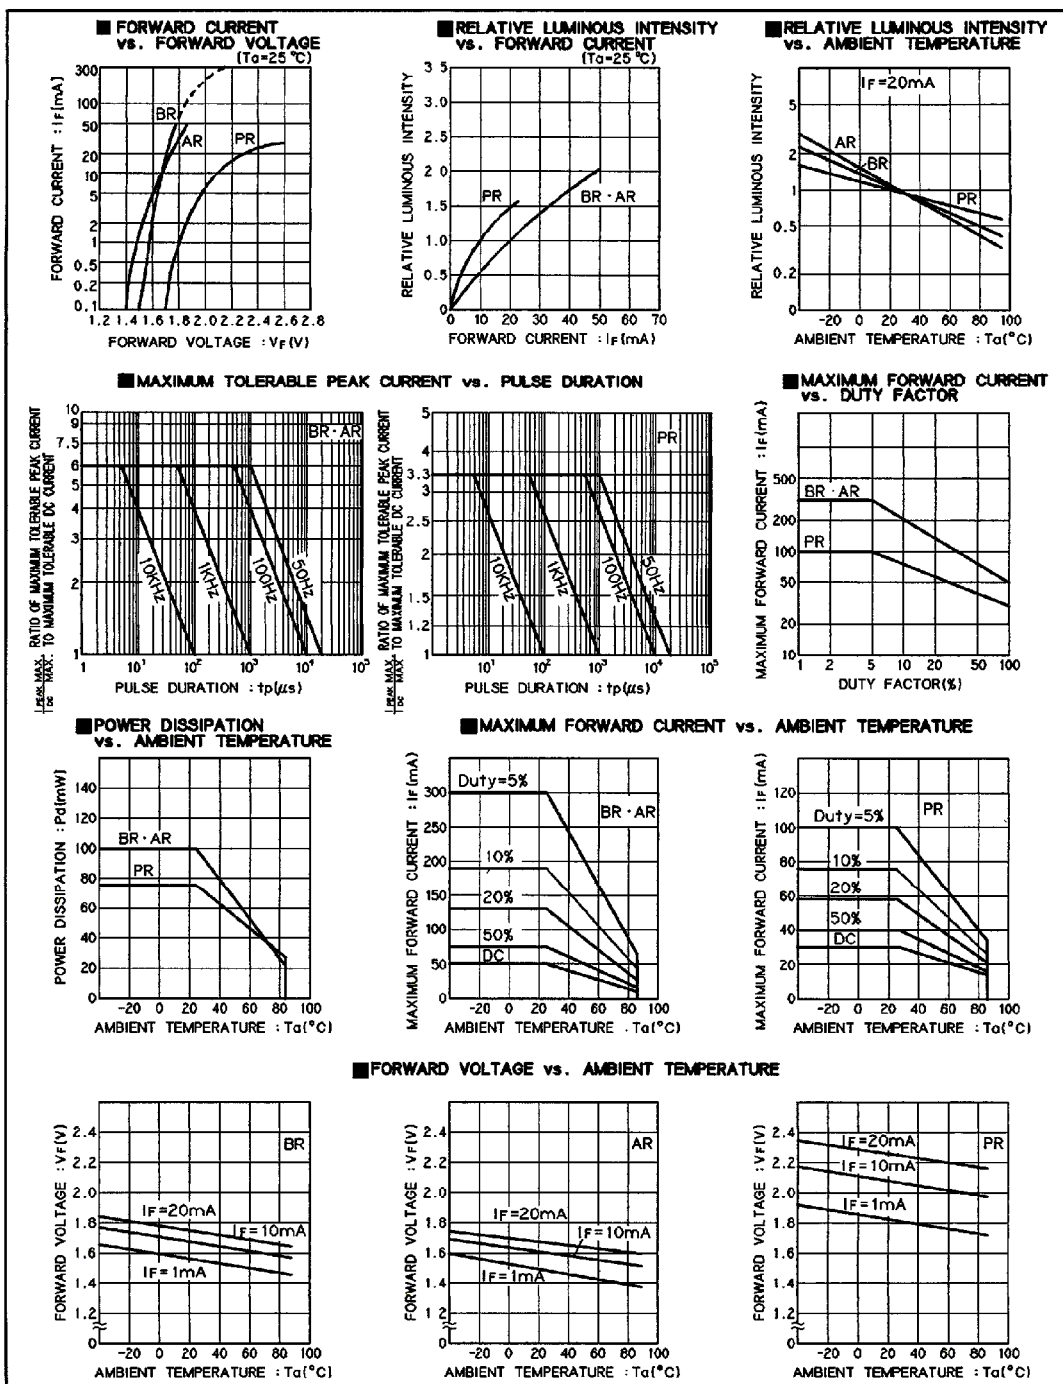 ■ FORWARD CURRENT
vs. FORWARD VOLTAGE
(Ta=25 °C)
FORWARD CURRENT : IF(mA)
300
100
50
20
10
5
2
1
0.5
0.2
0.1
BR
AR
PR
1.2 1.4 1.6 1.8 2.0 2.2 2.4 2.6 2.8
FORWARD VOLTAGE : VF(V)
■ RELATIVE LUMINOUS INTENSITY
vs. FORWARD CURRENT
(Ta=25 °C)
RELATIVE LUMINOUS INTENSITY
3 5
3.0
2.5
2 0
1.5
1.0
0.5
0
PR
BR · AR
0 10 20 30 40 50 60 70
FORWARD CURRENT : IF(mA)
■ RELATIVE LUMINOUS INTENSITY
vs. AMBIENT TEMPERATURE
RELATIVE LUMINOUS INTENSITY
IF=20mA
5
2
1
0.5
0.2
0
AR
BR
PR
-20 0 20 40 60 80 100
AMBIENT TEMPERATURE : Ta(°C)
■ MAXIMUM TOLERABLE PEAK CURRENT vs. PULSE DURATION
IPEAK MAX. RATIO OF MAXIMUM TOLERABLE PEAK CURRENT
IDC MAX. TO MAXIMUM TOLERABLE DC CURRENT
10
9
7.5
6
5
4
3
2
1
BR · AR
10KHz
1KHz
100Hz
50Hz
1 10¹ 10² 10³ 10⁴ 10⁵
PULSE DURATION : tp(μs)
IPEAK MAX. RATIO OF MAXIMUM TOLERABLE PEAK CURRENT
IDC MAX. TO MAXIMUM TOLERABLE DC CURRENT
5
4
3.3
3
2.5
2
1.5
1.2
1
PR
10KHz
1KHz
100Hz
50Hz
10¹ 10² 10³ 10⁴ 10⁵
PULSE DURATION : tp(μs)
■ MAXIMUM FORWARD CURRENT
vs. DUTY FACTOR
MAXIMUM FORWARD CURRENT : IF(mA)
500
200
100
50
20
10
BR · AR
PR
1 2 5 10 20 50 100
DUTY FACTOR(%)
■ POWER DISSIPATION
vs. AMBIENT TEMPERATURE
POWER DISSIPATION : Pd(mW)
140
120
100
80
60
40
20
0
BR · AR
PR
-20 0 20 40 60 80 100
AMBIENT TEMPERATURE : Ta(°C)
■ MAXIMUM FORWARD CURRENT vs. AMBIENT TEMPERATURE
MAXIMUM FORWARD CURRENT : IF(mA)
300
250
200
150
100
50
0
Duty=5%
BR · AR
10%
20%
50%
DC
-20 0 20 40 60 80 100
AMBIENT TEMPERATURE . Ta(°C)
MAXIMUM FORWARD CURRENT : IF(mA)
120
100
80
60
40
20
0
Duty=5%
PR
10%
20%
50%
DC
-20 0 20 40 60 80 100
AMBIENT TEMPERATURE : Ta(°C)
■ FORWARD VOLTAGE vs. AMBIENT TEMPERATURE
FORWARD VOLTAGE : VF(V)
2.4
2.2
2.0
1.8
1.6
1.4
1 2
0
BR
IF=20mA
IF=10mA
IF=1mA
-20 0 20 40 60 80 100
AMBIENT TEMPERATURE : Ta(°C)
FORWARD VOLTAGE : VF(V)
2.4
2.2
2.0
1.8
1.6
1.4
1 2
0
AR
IF=20mA
IF=10mA
IF=1mA
-20 0 20 40 60 80 100
AMBIENT TEMPERATURE : Ta(°C)
FORWARD VOLTAGE : VF(V)
2.4
2.2
2.0
1.8
1.6
1.4
1.2
0
PR
IF=20mA
IF=10mA
IF=1mA
-20 0 20 40 60 80 100
AMBIENT TEMPERATURE : Ta(°C)